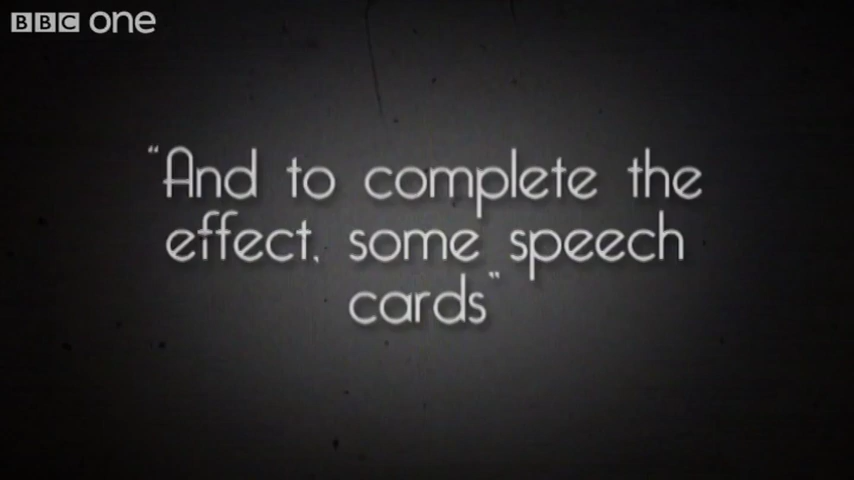 BBC one
"And to complete the
effect. some speech
cards"